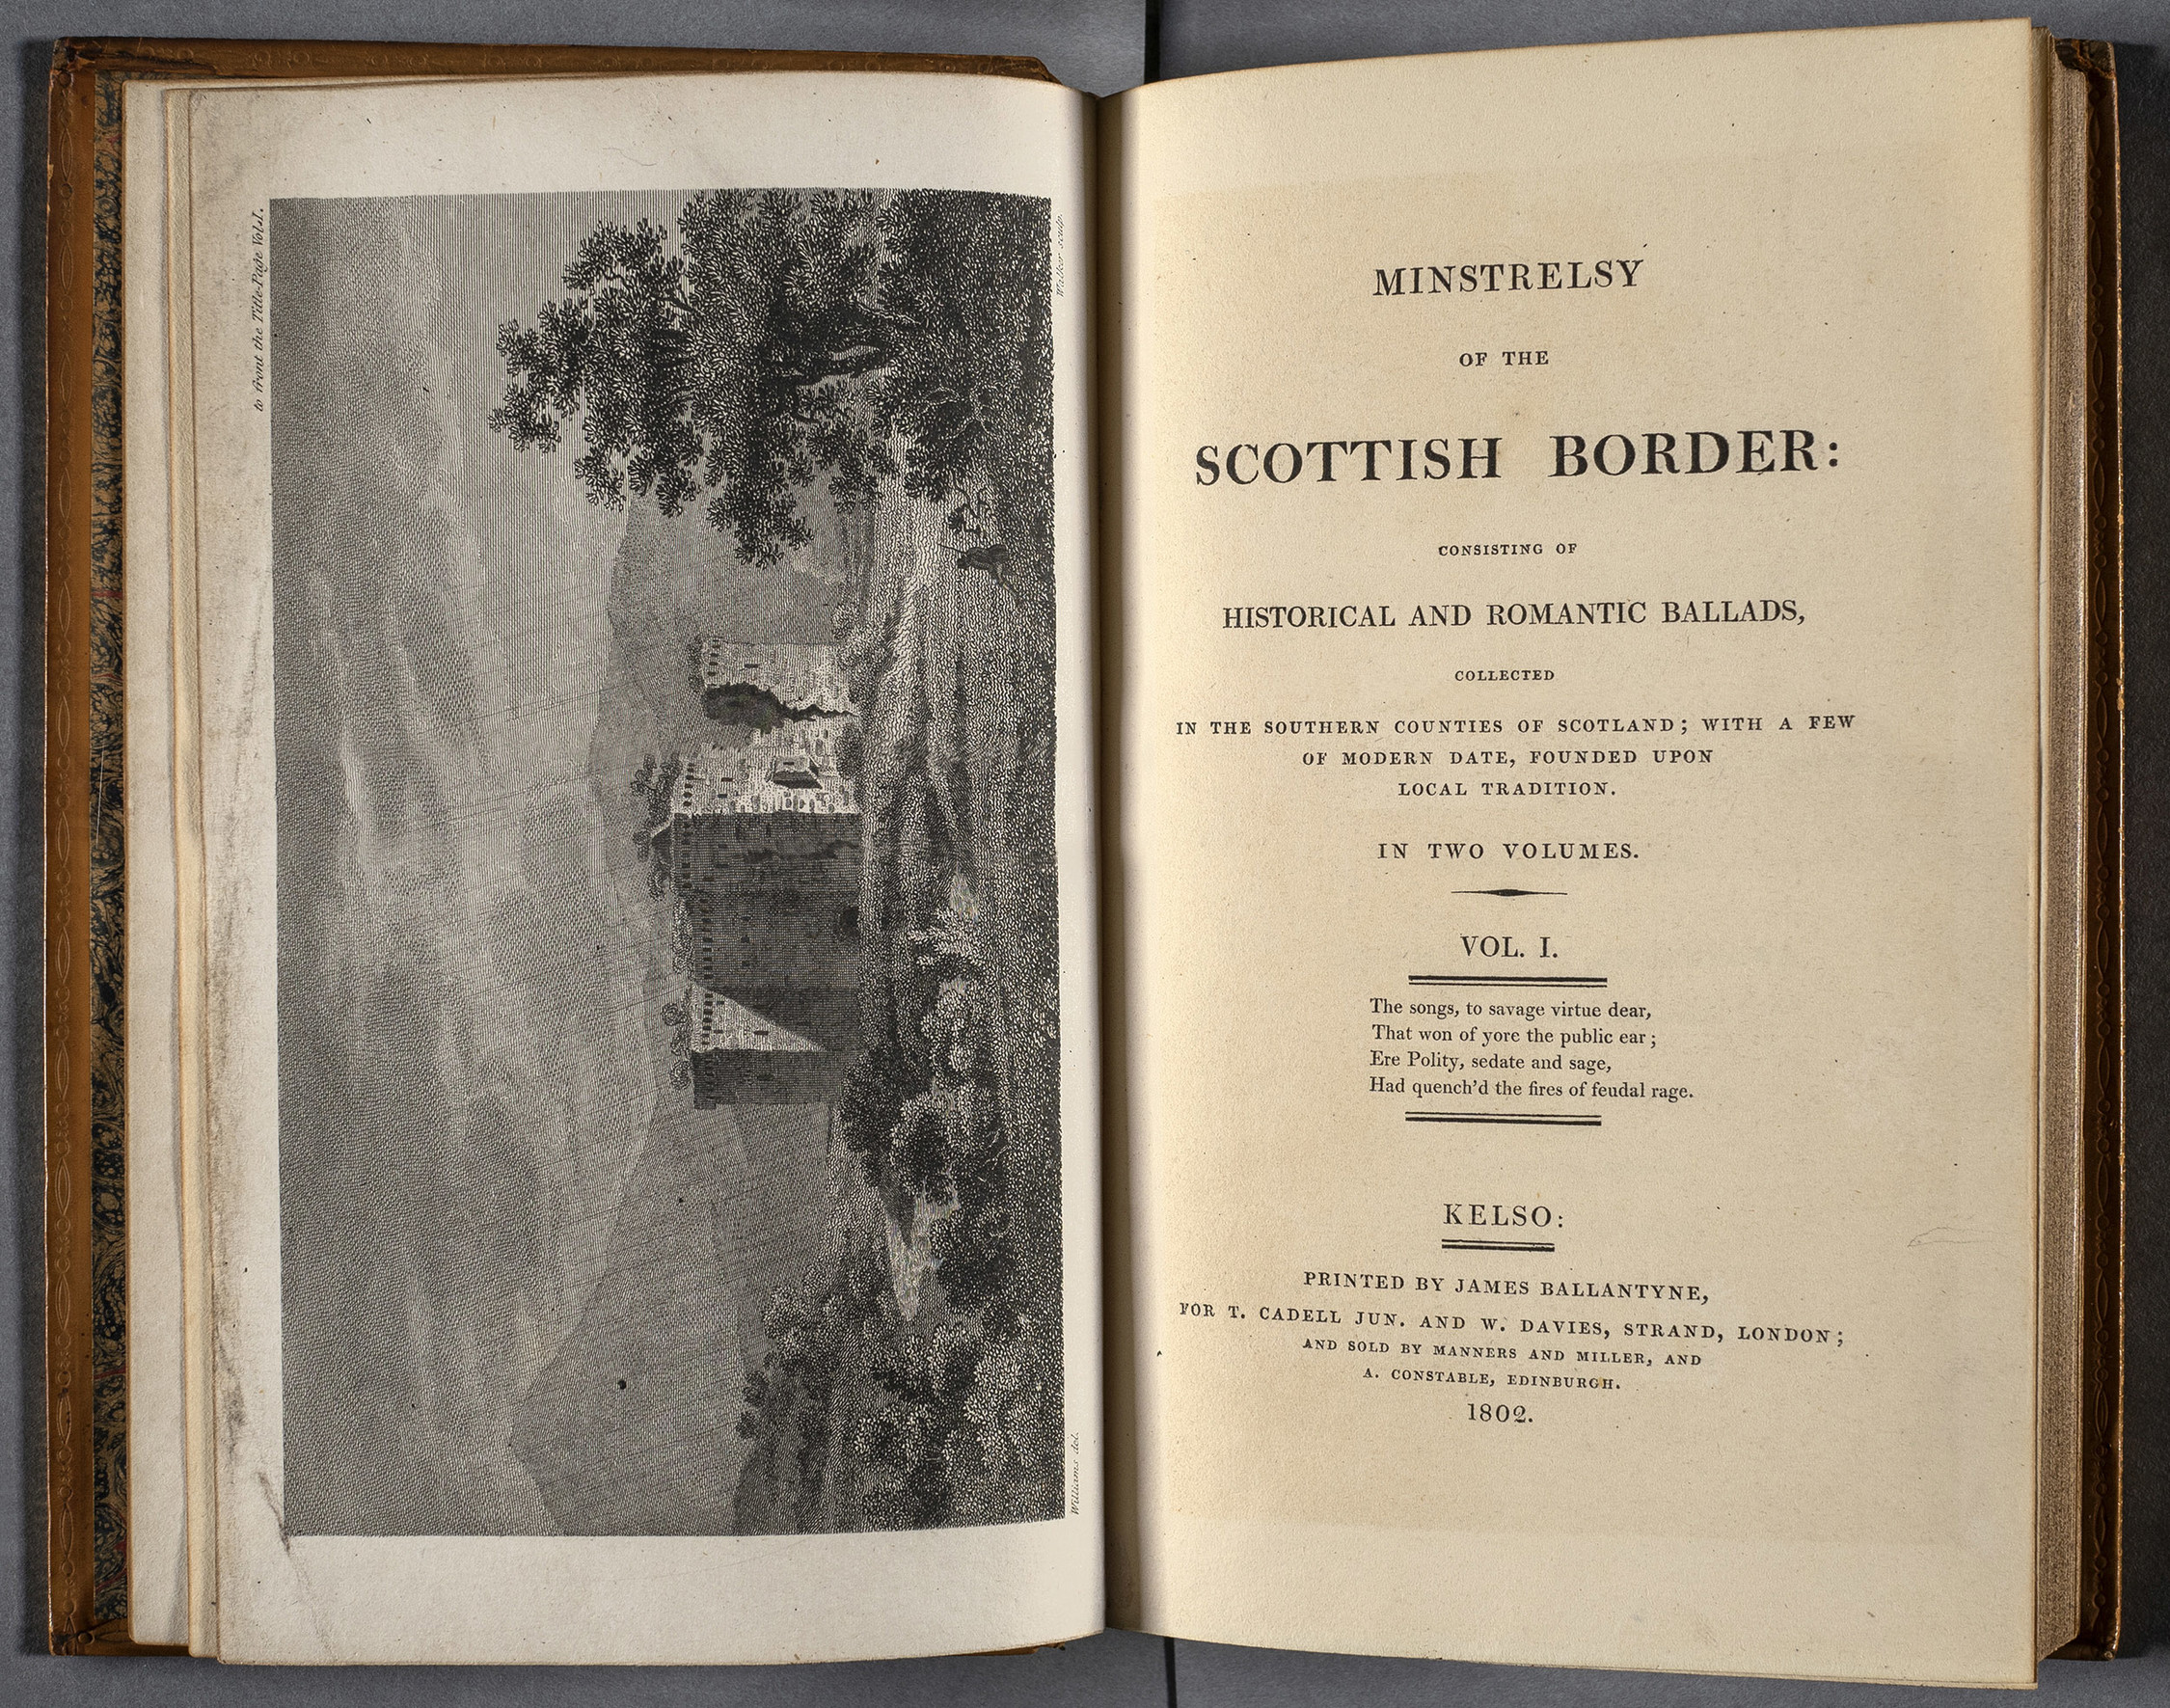 to front the Title-Page Vol.I.
Walker sculp.
Williams del.
MINSTRELSY
OF THE
SCOTTISH BORDER:
CONSISTING OF
HISTORICAL AND ROMANTIC BALLADS,
COLLECTED
IN THE SOUTHERN COUNTIES OF SCOTLAND; WITH A FEW
OF MODERN DATE, FOUNDED UPON
LOCAL TRADITION.
IN TWO VOLUMES.
VOL. I.
The songs, to savage virtue dear,
That won of yore the public ear;
Ere Polity, sedate and sage,
Had quench'd the fires of feudal rage.
KELSO:
PRINTED BY JAMES BALLANTYNE,
FOR T. CADELL JUN. AND W. DAVIES, STRAND, LONDON;
AND SOLD BY MANNERS AND MILLER, AND
A. CONSTABLE, EDINBURGH.
1802.